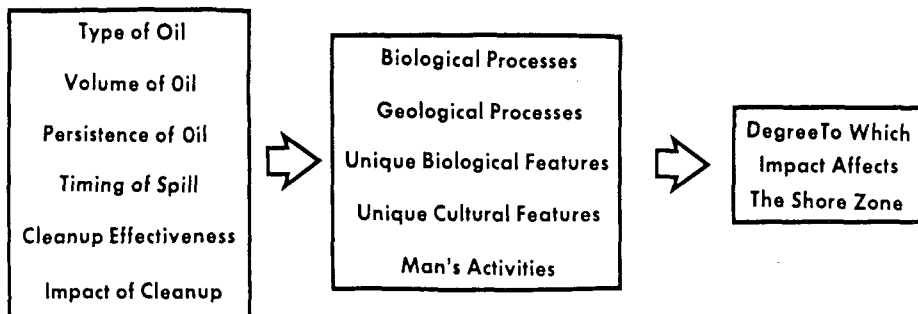 Type of Oil
Volume of Oil
Persistence of Oil
Timing of Spill
Cleanup Effectiveness
Impact of Cleanup
Biological Processes
Geological Processes
Unique Biological Features
Unique Cultural Features
Man's Activities
DegreeTo Which
Impact Affects
The Shore Zone